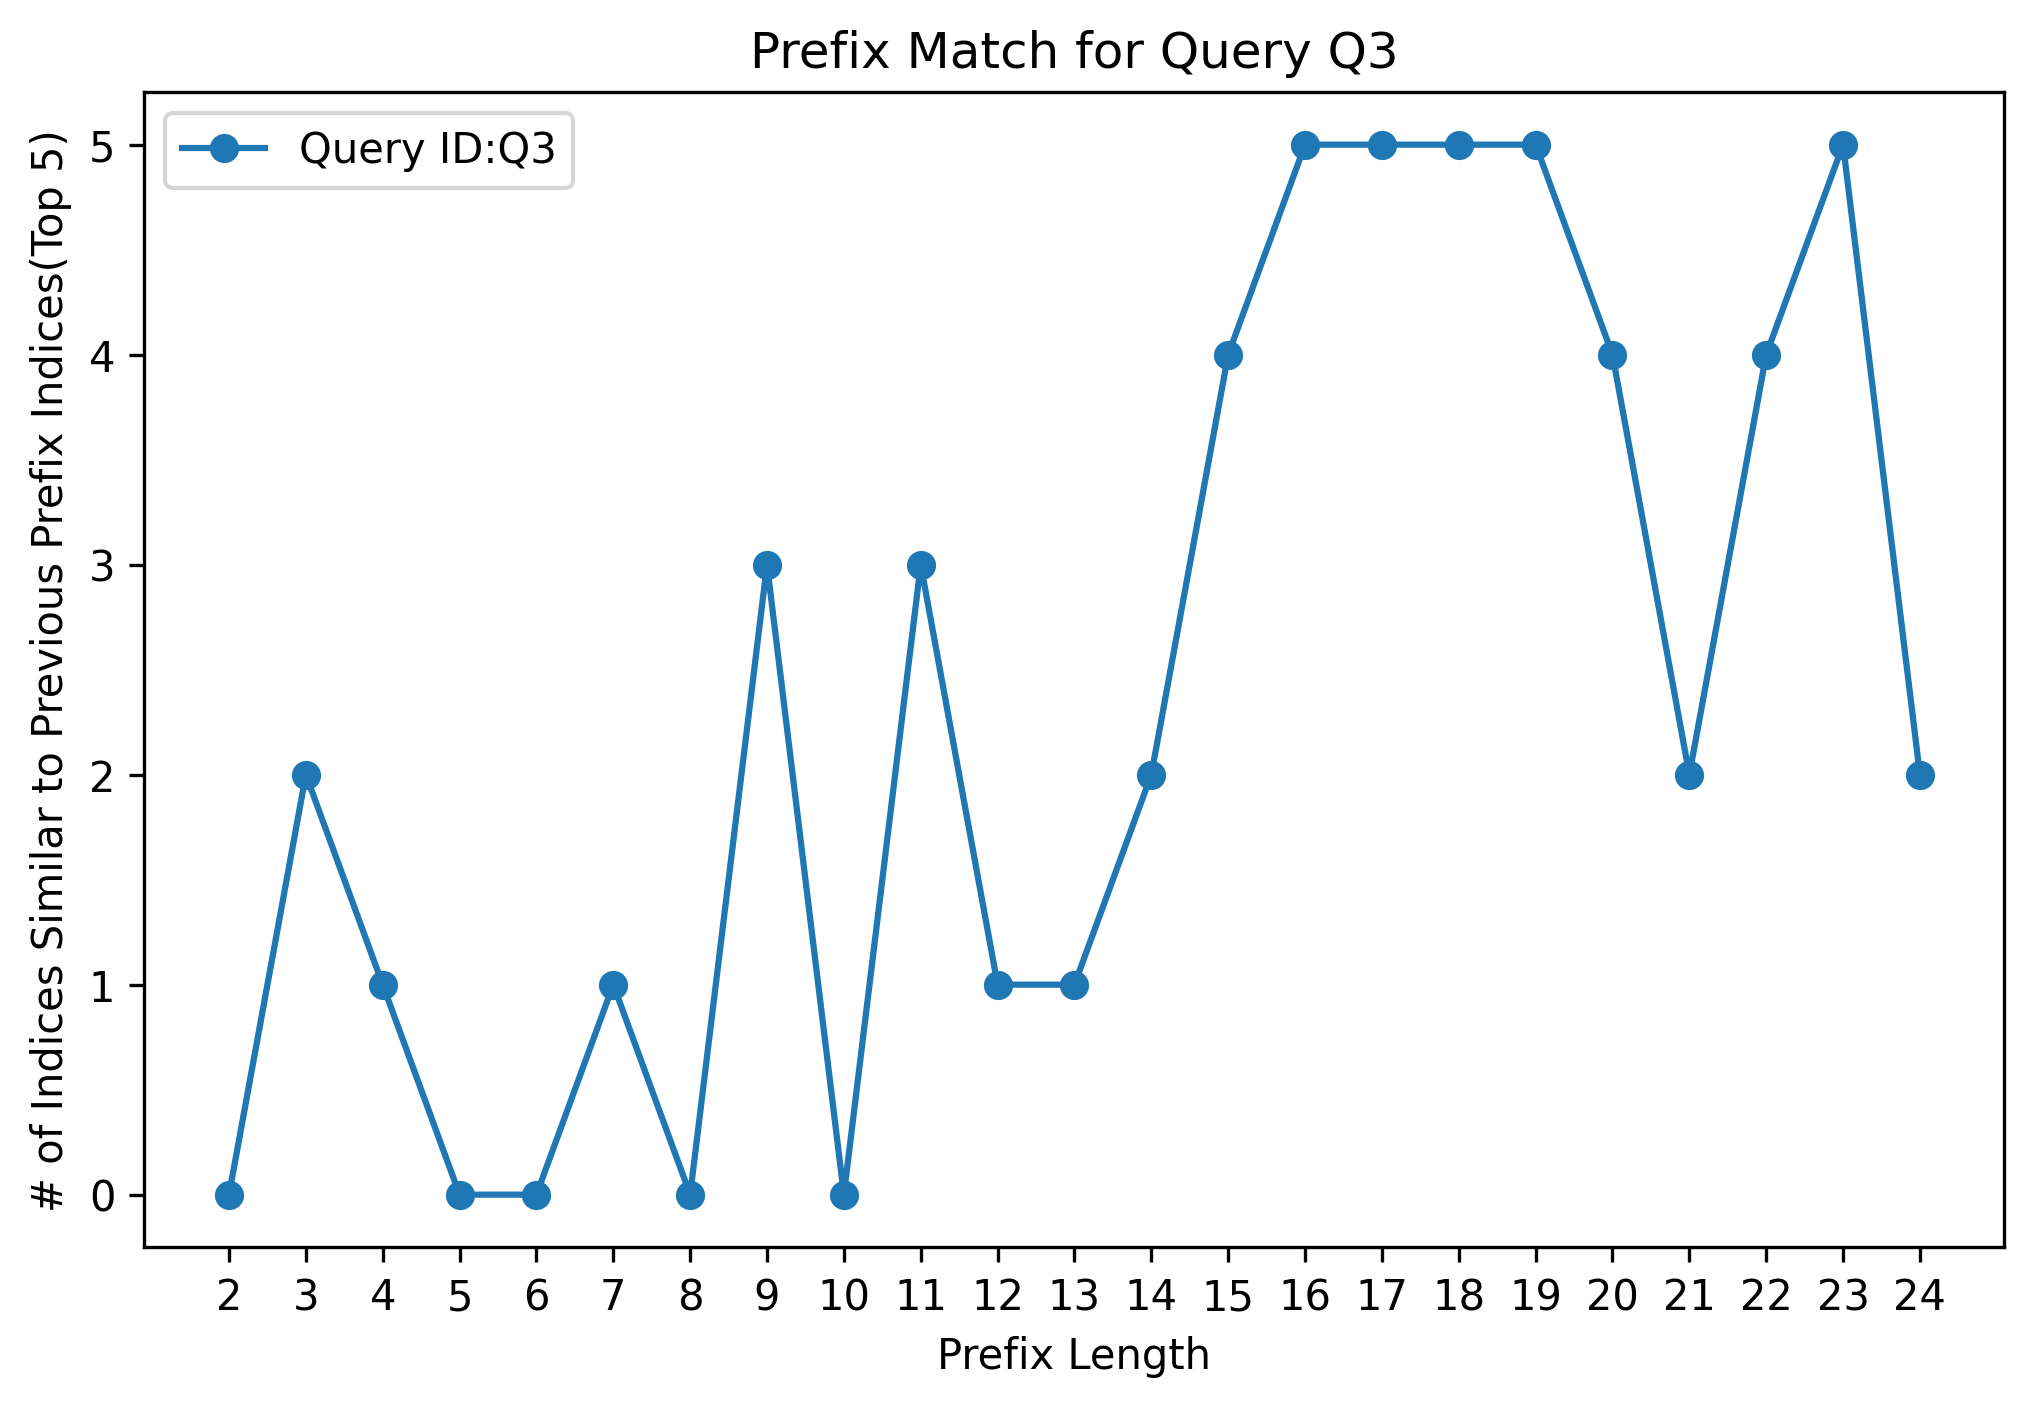 Prefix Match for Query Q3
Query ID:Q3
# of Indices Similar to Previous Prefix Indices(Top 5)
5
4
3
2
1
0
2 3 4 5 6 7 8 9 10 11 12 13 14 15 16 17 18 19 20 21 22 23 24
Prefix Length